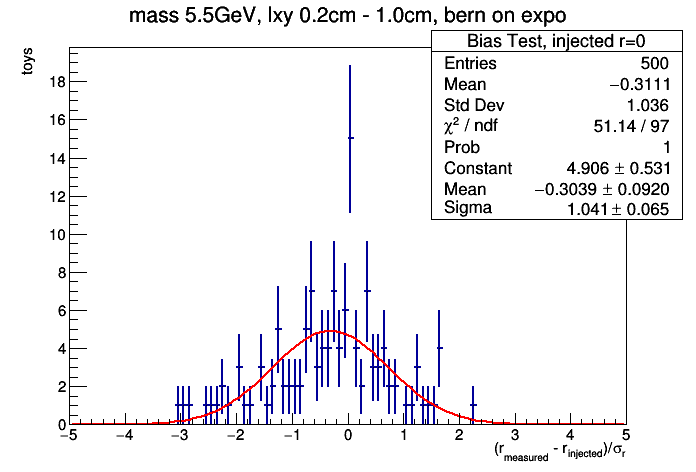 mass 5.5GeV, lxy 0.2cm - 1.0cm, bern on expo
Bias Test, injected r=0
Entries 500
Mean −0.3111
Std Dev 1.036
χ² / ndf 51.14 / 97
Prob 1
Constant 4.906 ± 0.531
Mean −0.3039 ± 0.0920
Sigma 1.041 ± 0.065
toys
18
16
14
12
10
8
6
4
2
0
−5 −4 −3 −2 −1 0 1 2 3 4 5
(r_measured - r_injected)/σ_r